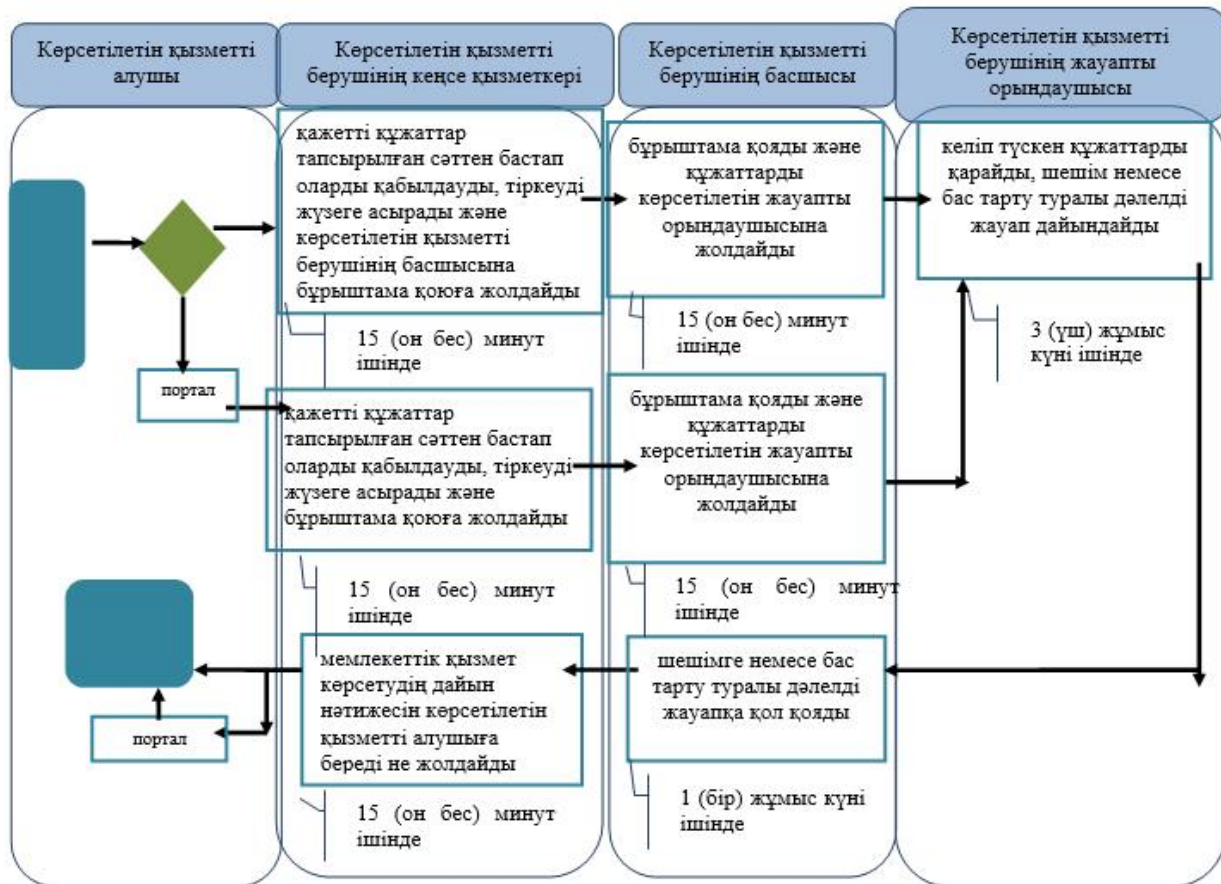 Көрсетілетін қызметті
алушы
Көрсетілетін қызметті
берушінің кеңсе қызметкері
Көрсетілетін қызметті
берушінің басшысы
Көрсетілетін қызметті
берушінің жауапты
орындаушысы
қажетті құжаттар
тапсырылған сәттен бастап
оларды қабылдауды, тіркеуді
жүзеге асырады және
көрсетілетін қызметті
берушінің басшысына
бұрыштама қоюға жолдайды
бұрыштама қояды және
құжаттарды
көрсетілетін жауапты
орындаушысына
жолдайды
келіп түскен құжаттарды
қарайды, шешім немесе
бас тарту туралы дәлелді
жауап дайындайды
15 (он бес) минут
ішінде
15 (он бес) минут
ішінде
3 (үш) жұмыс
күні ішінде
портал
қажетті құжаттар
тапсырылған сәттен бастап
оларды қабылдауды, тіркеуді
жүзеге асырады және
бұрыштама қоюға жолдайды
бұрыштама қояды және
құжаттарды
көрсетілетін жауапты
орындаушысына
жолдайды
15 (он бес) минут
ішінде
15 (он бес) минут
ішінде
мемлекеттік қызмет
көрсетудің дайын
нәтижесін көрсетілетін
қызметті алушыға
береді не жолдайды
шешімге немесе бас
тарту туралы дәлелді
жауапқа қол қояды
портал
15 (он бес) минут
ішінде
1 (бір) жұмыс күні
ішінде